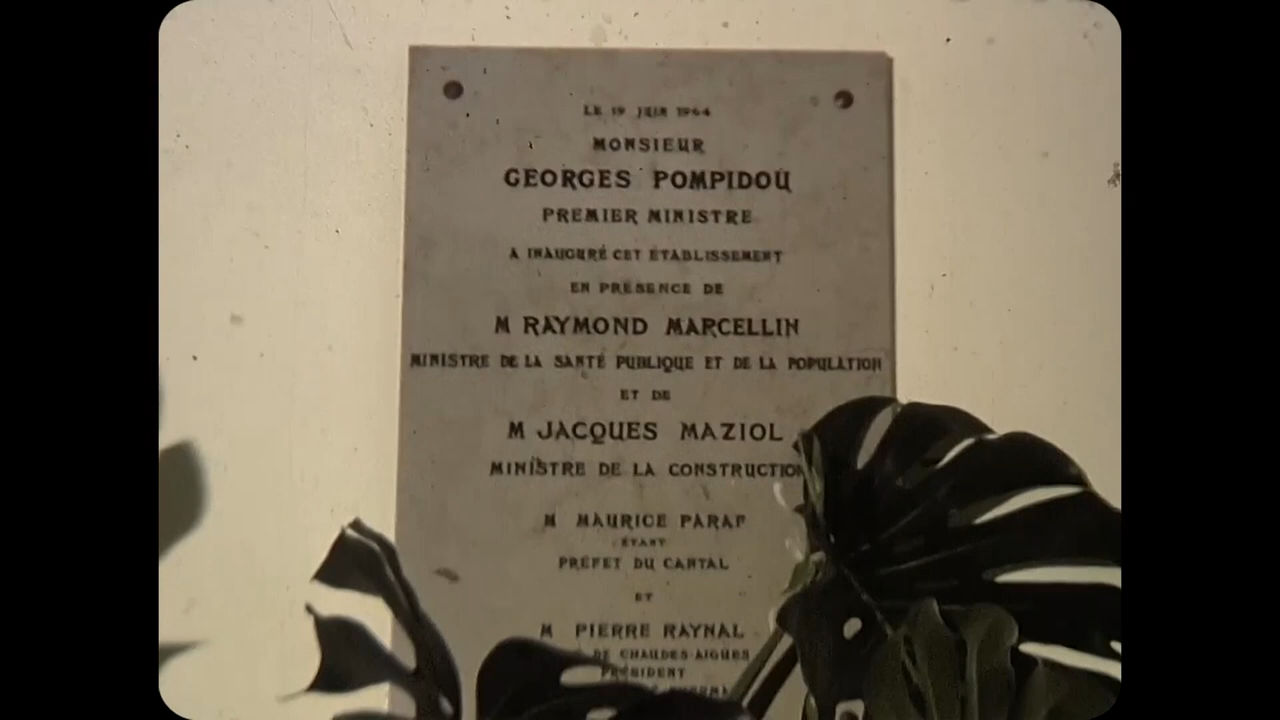 LE 19 JUIN 1964
MONSIEUR
GEORGES POMPIDOU
PREMIER MINISTRE
A INAUGURÉ CET ÉTABLISSEMENT
EN PRÉSENCE DE
M RAYMOND MARCELLIN
MINISTRE DE LA SANTÉ PUBLIQUE ET DE LA POPULATION
ET DE
M JACQUES MAZIOL
MINISTRE DE LA CONSTRUCTION
M MAURICE PARAF
ÉTANT
PRÉFET DU CANTAL
ET
M PIERRE RAYNAL
DE CHAUDES-AIGUES
PRÉSIDENT